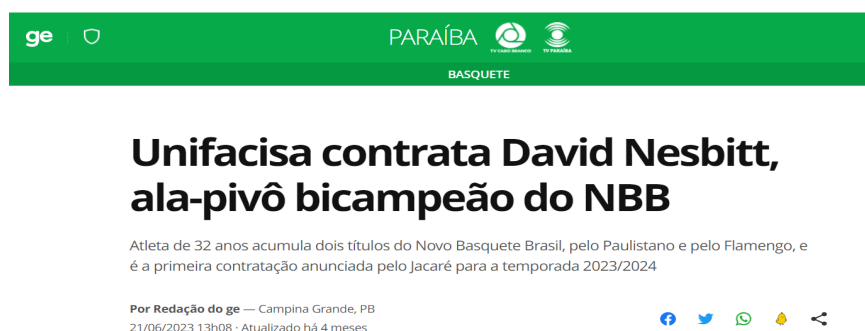 ge PARAÍBA TV CABO BRANCO TV PARAÍBA
BASQUETE
Unifacisa contrata David Nesbitt,
ala-pivô bicampeão do NBB
Atleta de 32 anos acumula dois títulos do Novo Basquete Brasil, pelo Paulistano e pelo Flamengo, e
é a primeira contratação anunciada pelo Jacaré para a temporada 2023/2024
Por Redação do ge — Campina Grande, PB
21/06/2023 13h08 · Atualizado há 4 meses